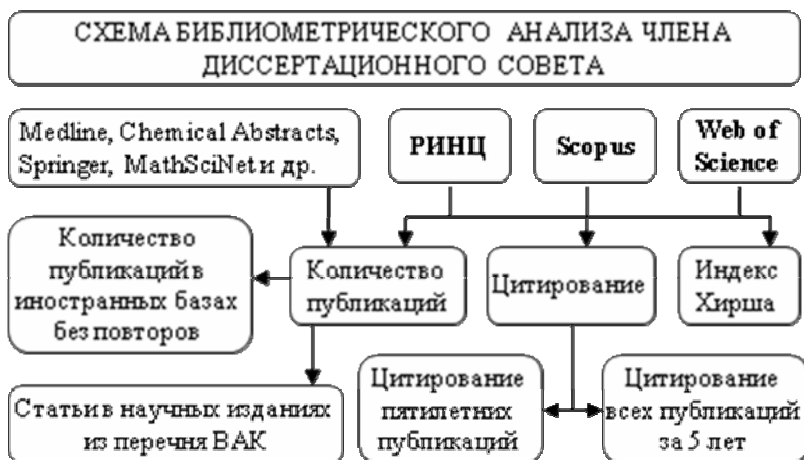 СХЕМА БИБЛИОМЕТРИЧЕСКОГО АНАЛИЗА ЧЛЕНА
ДИССЕРТАЦИОННОГО СОВЕТА
Medline, Chemical Abstracts,
Springer, MathSciNet и др.
РИНЦ
Scopus
Web of
Science
Количество
публикаций в
иностранных базах
без повторов
Количество
публикаций
Цитирование
Индекс
Хирша
Статьи в научных изданиях
из перечня ВАК
Цитирование
пятилетних
публикаций
Цитирование
всех публикаций
за 5 лет